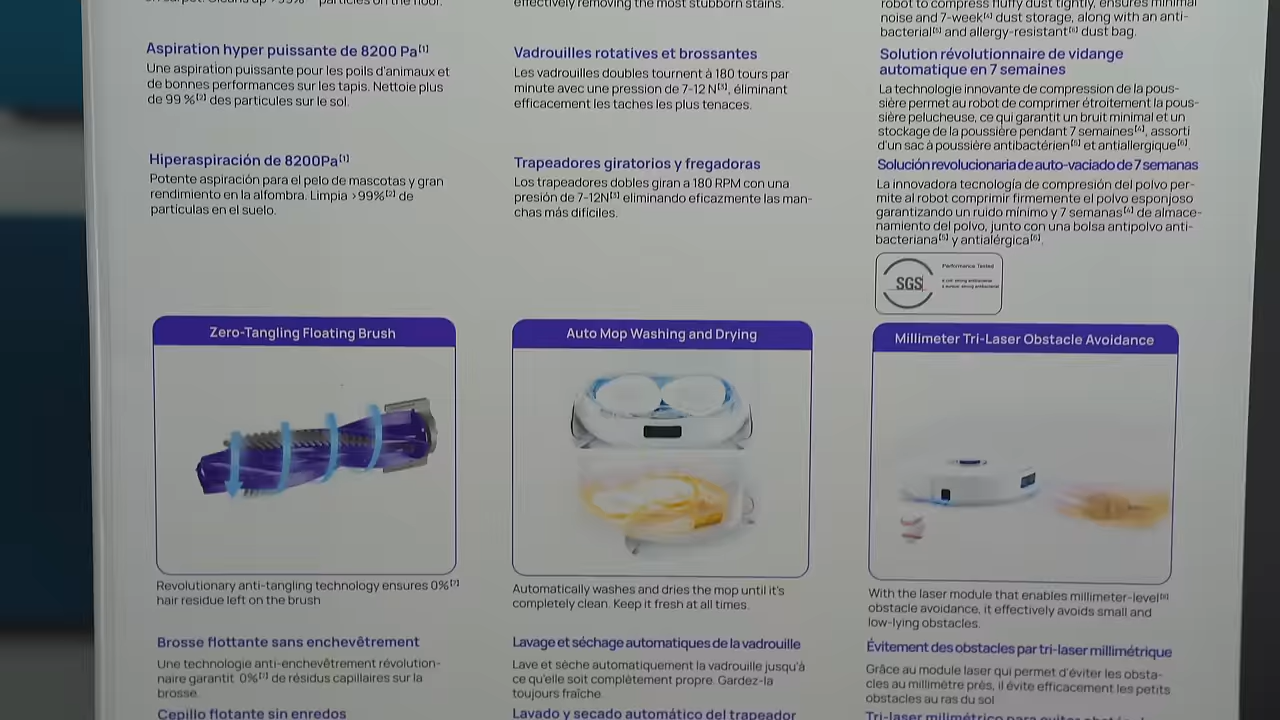 effectively removing the most stubborn stains.
robot to compress fluffy dust tightly, ensures minimal
noise and 7-week[4] dust storage, along with an anti-
bacterial[5] and allergy-resistant[6] dust bag.
Aspiration hyper puissante de 8200 Pa[1]
Une aspiration puissante pour les poils d'animaux et
de bonnes performances sur les tapis. Nettoie plus
de 99 %[2] des particules sur le sol.
Vadrouilles rotatives et brossantes
Les vadrouilles doubles tournent à 180 tours par
minute avec une pression de 7-12 N[3], éliminant
efficacement les taches les plus tenaces.
Solution révolutionnaire de vidange
automatique en 7 semaines
La technologie innovante de compression de la pous-
sière permet au robot de comprimer étroitement la pous-
sière pelucheuse, ce qui garantit un bruit minimal et un
stockage de la poussière pendant 7 semaines[4], assorti
d'un sac à poussière antibactérien[5] et antiallergique[6].
Hiperaspiración de 8200Pa[1]
Potente aspiración para el pelo de mascotas y gran
rendimiento en la alfombra. Limpia >99%[2] de
partículas en el suelo.
Trapeadores giratorios y fregadoras
Los trapeadores dobles giran a 180 RPM con una
presión de 7-12N[3] eliminando eficazmente las man-
chas más difíciles.
Solución revolucionaria de auto-vaciado de 7 semanas
La innovadora tecnología de compresión del polvo per-
mite al robot comprimir firmemente el polvo esponjoso
garantizando un ruido mínimo y 7 semanas[4] de almace-
namiento del polvo, junto con una bolsa antipolvo anti-
bacteriana[5] y antialérgica[6].
SGS
Performance Tested
Zero-Tangling Floating Brush
Revolutionary anti-tangling technology ensures 0%[7]
hair residue left on the brush
Auto Mop Washing and Drying
Automatically washes and dries the mop until it's
completely clean. Keep it fresh at all times.
Millimeter Tri-Laser Obstacle Avoidance
With the laser module that enables millimeter-level[8]
obstacle avoidance, it effectively avoids small and
low-lying obstacles.
Brosse flottante sans enchevêtrement
Une technologie anti-enchevêtrement révolution-
naire garantit 0%[7] de résidus capillaires sur la
brosse.
Lavage et séchage automatiques de la vadrouille
Lave et sèche automatiquement la vadrouille jusqu'à
ce qu'elle soit complètement propre. Gardez-la
toujours fraîche.
Évitement des obstacles par tri-laser millimétrique
Grâce au module laser qui permet d'éviter les obsta-
cles au millimètre près, il évite efficacement les petits
obstacles au ras du sol
Cepillo flotante sin enredos
Lavado y secado automático del trapeador